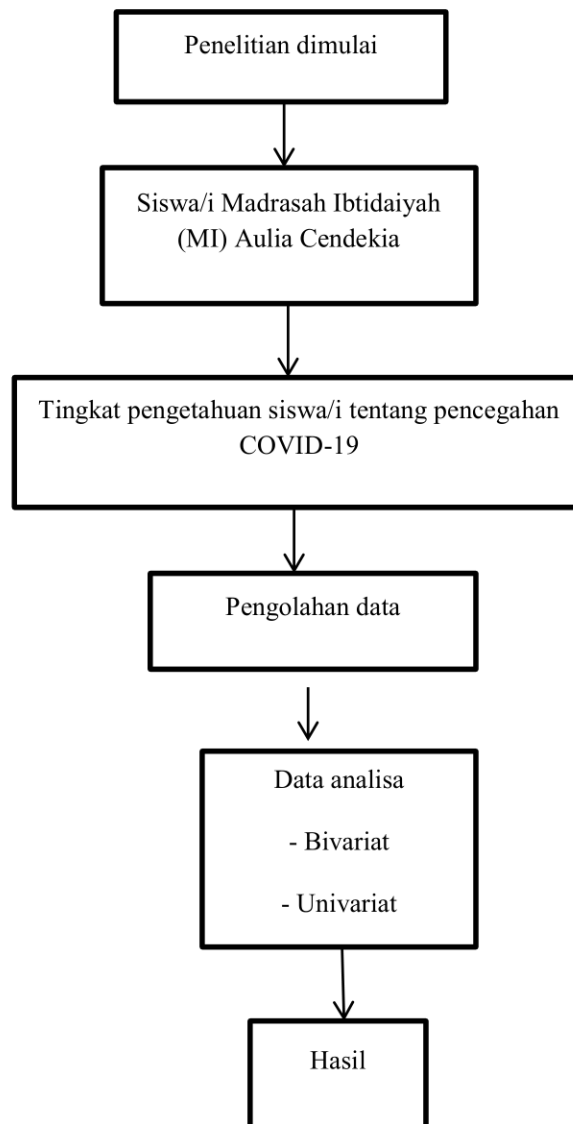 Penelitian dimulai
Siswa/i Madrasah Ibtidaiyah
(MI) Aulia Cendekia
Tingkat pengetahuan siswa/i tentang pencegahan
COVID-19
Pengolahan data
Data analisa
- Bivariat
- Univariat
Hasil